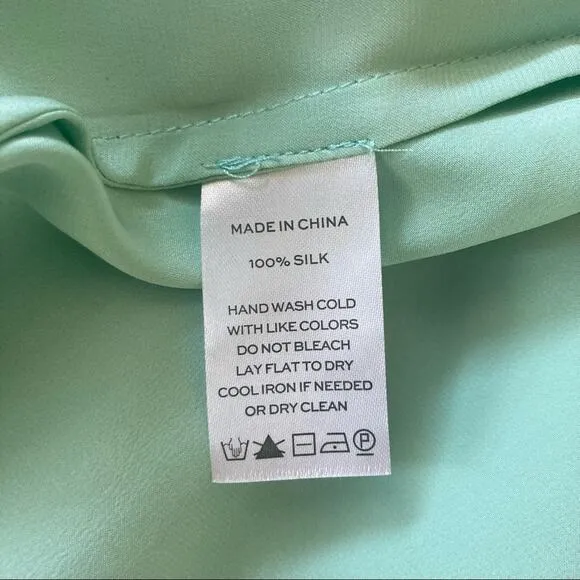 MADE IN CHINA
100% SILK
HAND WASH COLD
WITH LIKE COLORS
DO NOT BLEACH
LAY FLAT TO DRY
COOL IRON IF NEEDED
OR DRY CLEAN
P